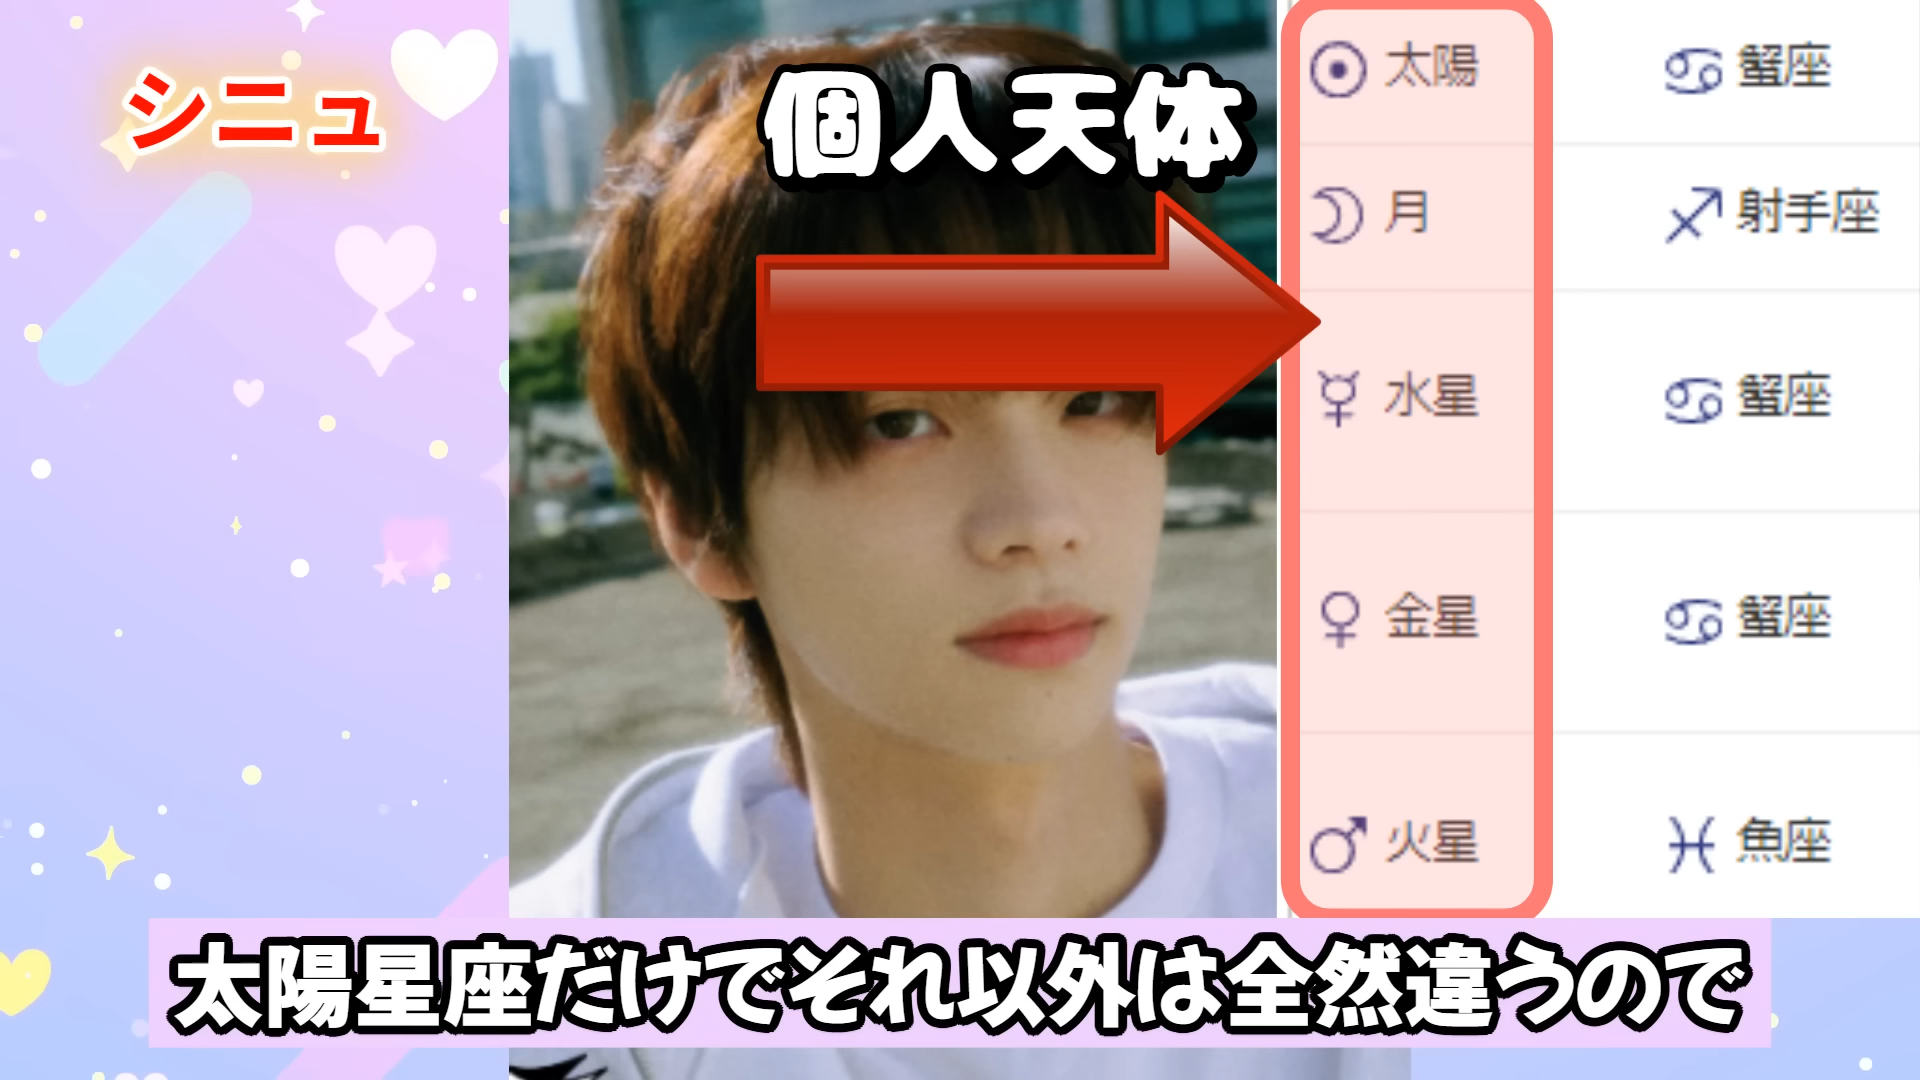 シニュ
個人天体
太陽 蟹座
月 射手座
水星 蟹座
金星 蟹座
火星 魚座
太陽星座だけでそれ以外は全然違うので